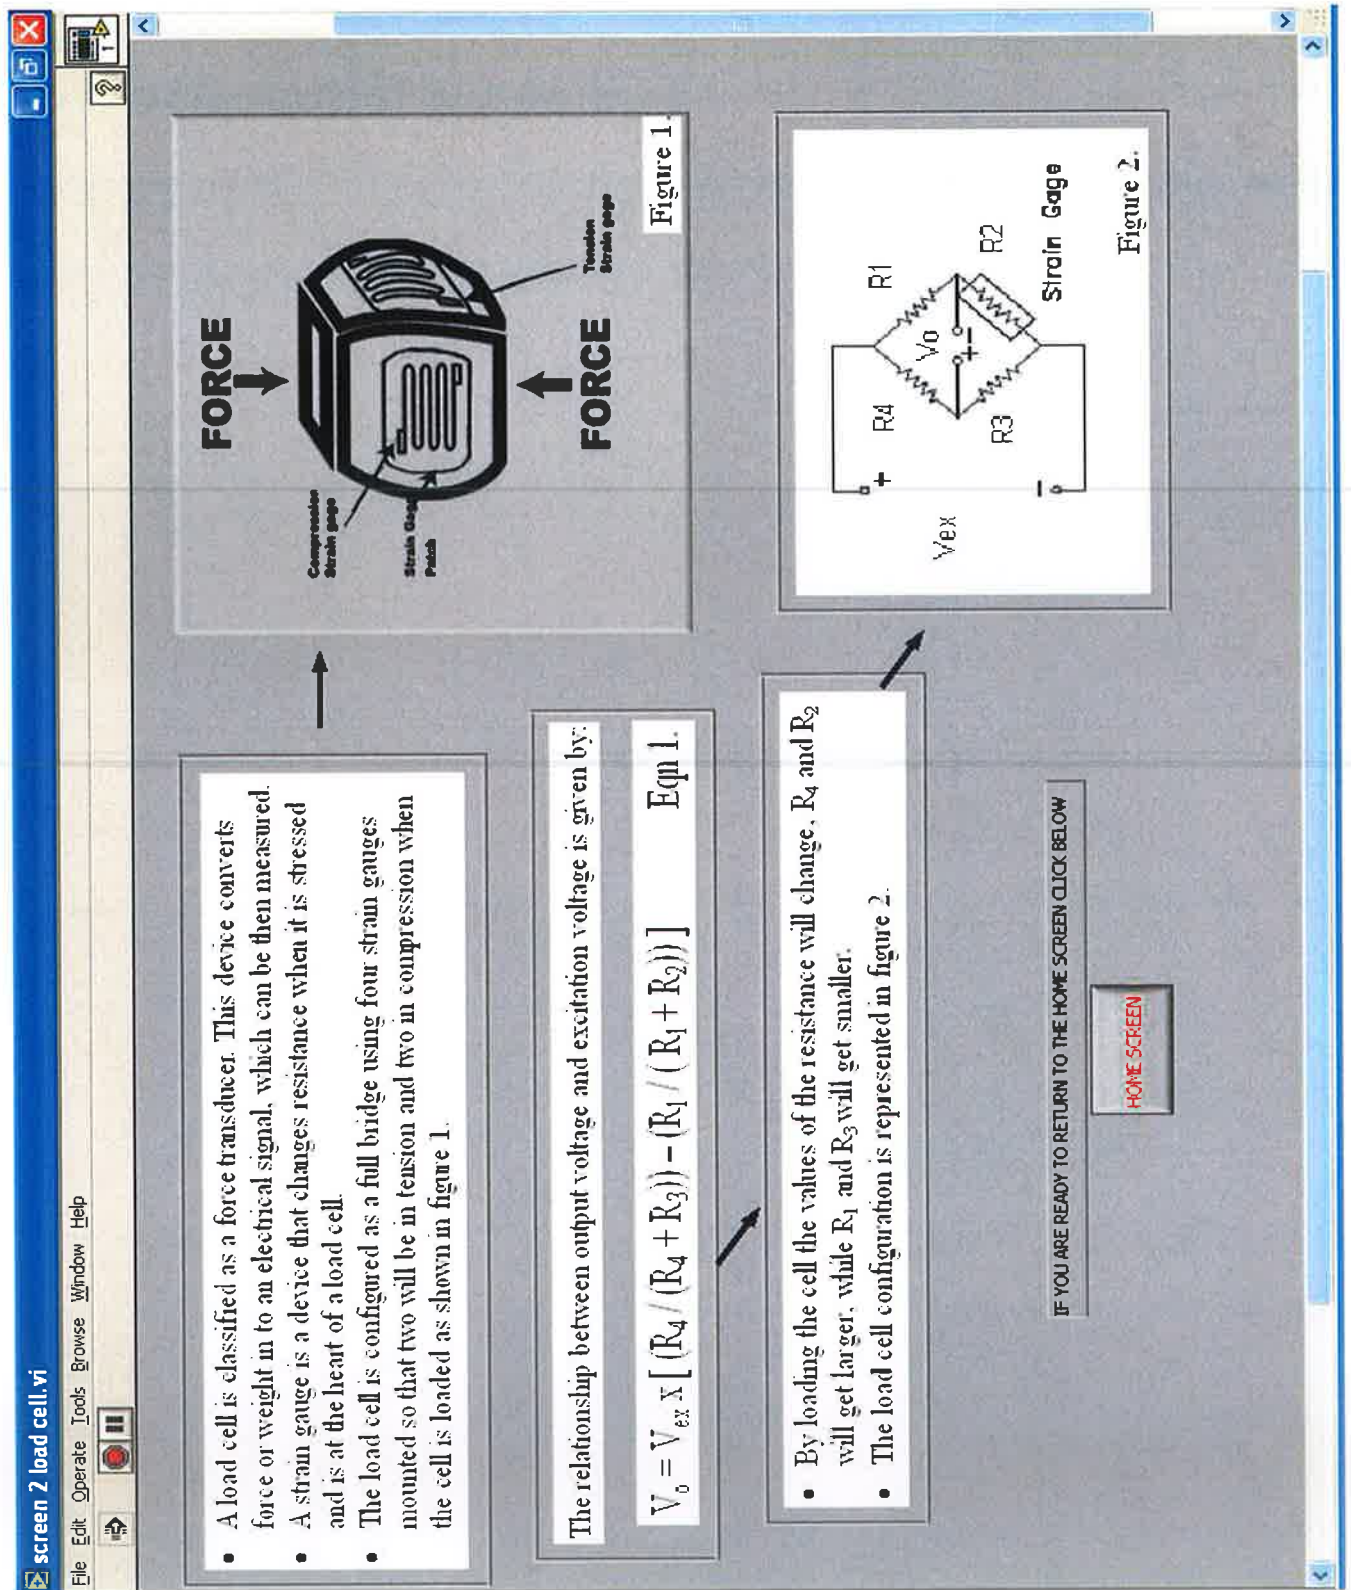 screen 2 load cell.vi
File Edit Operate Tools Browse Window Help
1
?
• A load cell is classified as a force transducer. This device converts
force or weight in to an electrical signal, which can be then measured.
• A strain gauge is a device that changes resistance when it is stressed
and is at the heart of a load cell.
• The load cell is configured as a full bridge using four strain gauges
mounted so that two will be in tension and two in compression when
the cell is loaded as shown in figure 1.
FORCE
Compression
Strain gage
Strain Gage
Patch
Tension
Strain gage
FORCE
Figure 1.
The relationship between output voltage and excitation voltage is given by:
V₀ = Vₑₓ x [(R₄ / (R₄ + R₃)) – (R₁ / (R₁ + R₂))] Eqn 1.
• By loading the cell the values of the resistance will change, R₄ and R₂
will get larger, while R₁ and R₃ will get smaller.
• The load cell configuration is represented in figure 2.
Vex
+
-
R4
R1
Vo
+ -
R3
R2
Strain Gage
Figure 2.
IF YOU ARE READY TO RETURN TO THE HOME SCREEN CLICK BELOW
HOME SCREEN